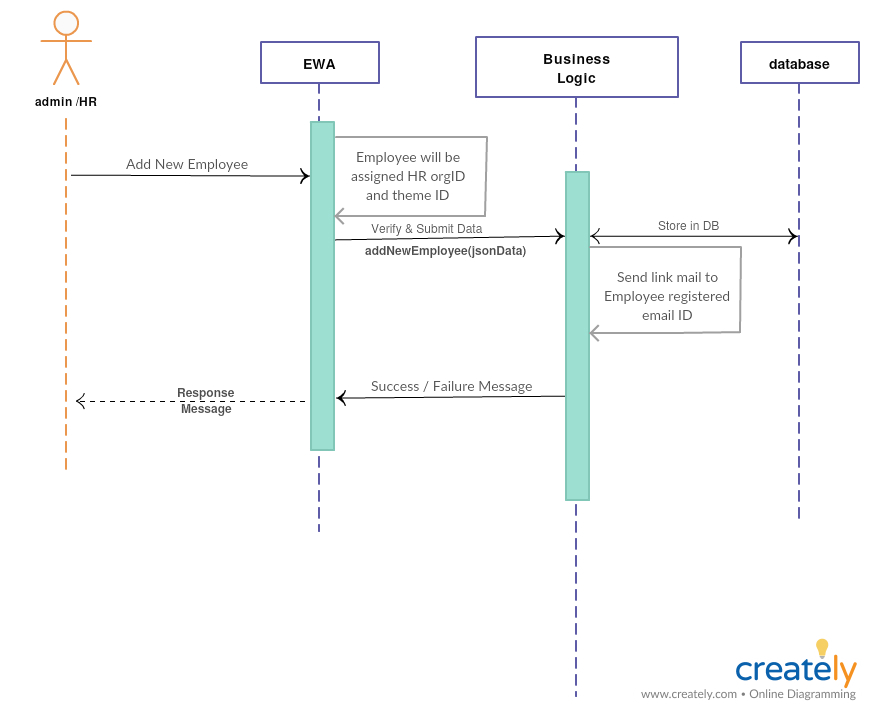 EWA
Business
Logic
database
admin /HR
Add New Employee
Employee will be
assigned HR orgID
and theme ID
Verify & Submit Data
addNewEmployee(jsonData)
Store in DB
Send link mail to
Employee registered
email ID
Success / Failure Message
Response
Message
creately
www.creately.com • Online Diagramming